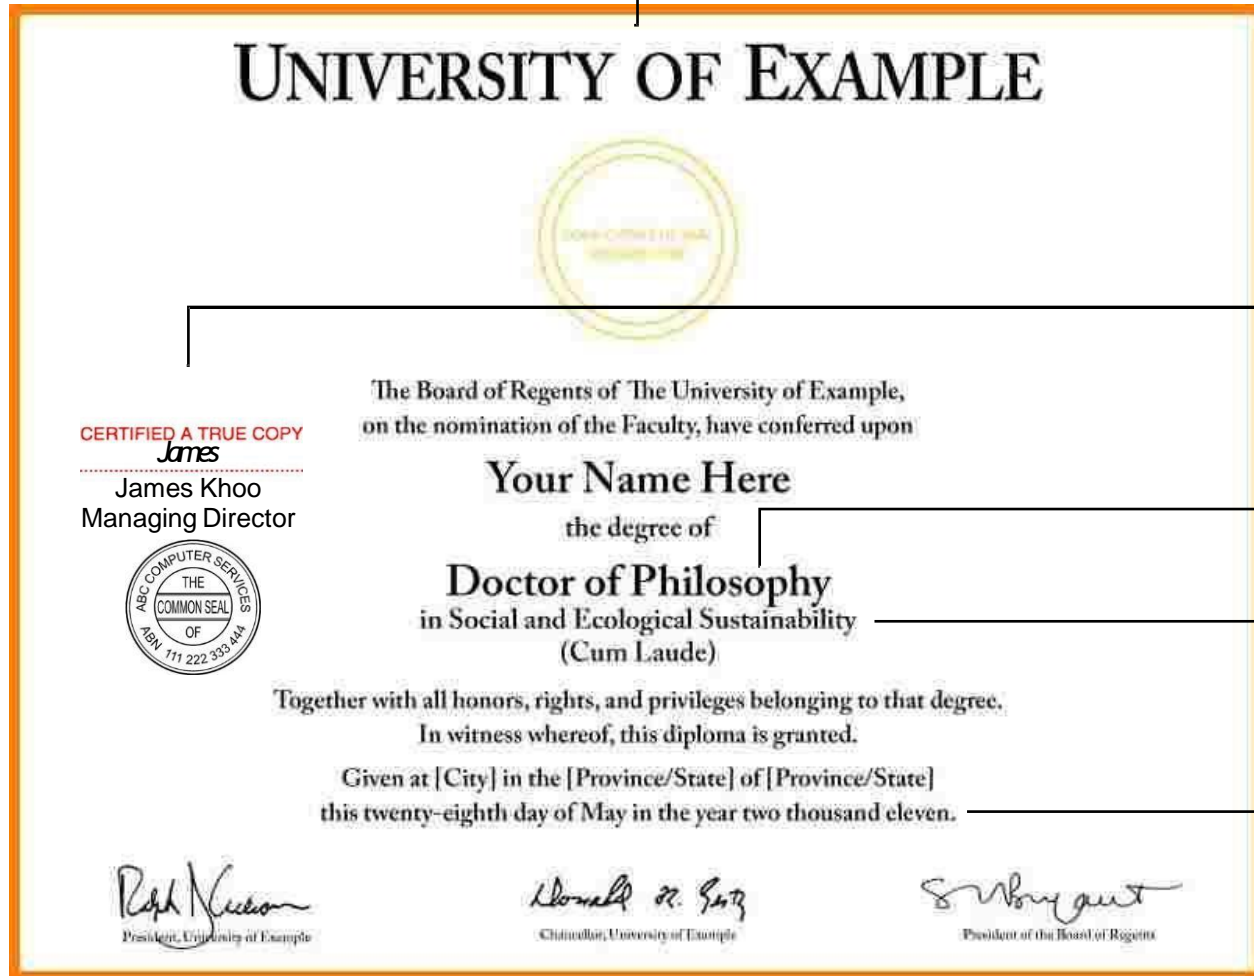 UNIVERSITY OF EXAMPLE
The Board of Regents of The University of Example,
on the nomination of the Faculty, have conferred upon
CERTIFIED A TRUE COPY
James
James Khoo
Managing Director
ABC COMPUTER SERVICES
THE
COMMON SEAL
OF
ABN 111 222 333 444
Your Name Here
the degree of
Doctor of Philosophy
in Social and Ecological Sustainability
(Cum Laude)
Together with all honors, rights, and privileges belonging to that degree.
In witness whereof, this diploma is granted.
Given at [City] in the [Province/State] of [Province/State]
this twenty-eighth day of May in the year two thousand eleven.
President, University of Example
Chancellor, University of Example
President of the Board of Regents